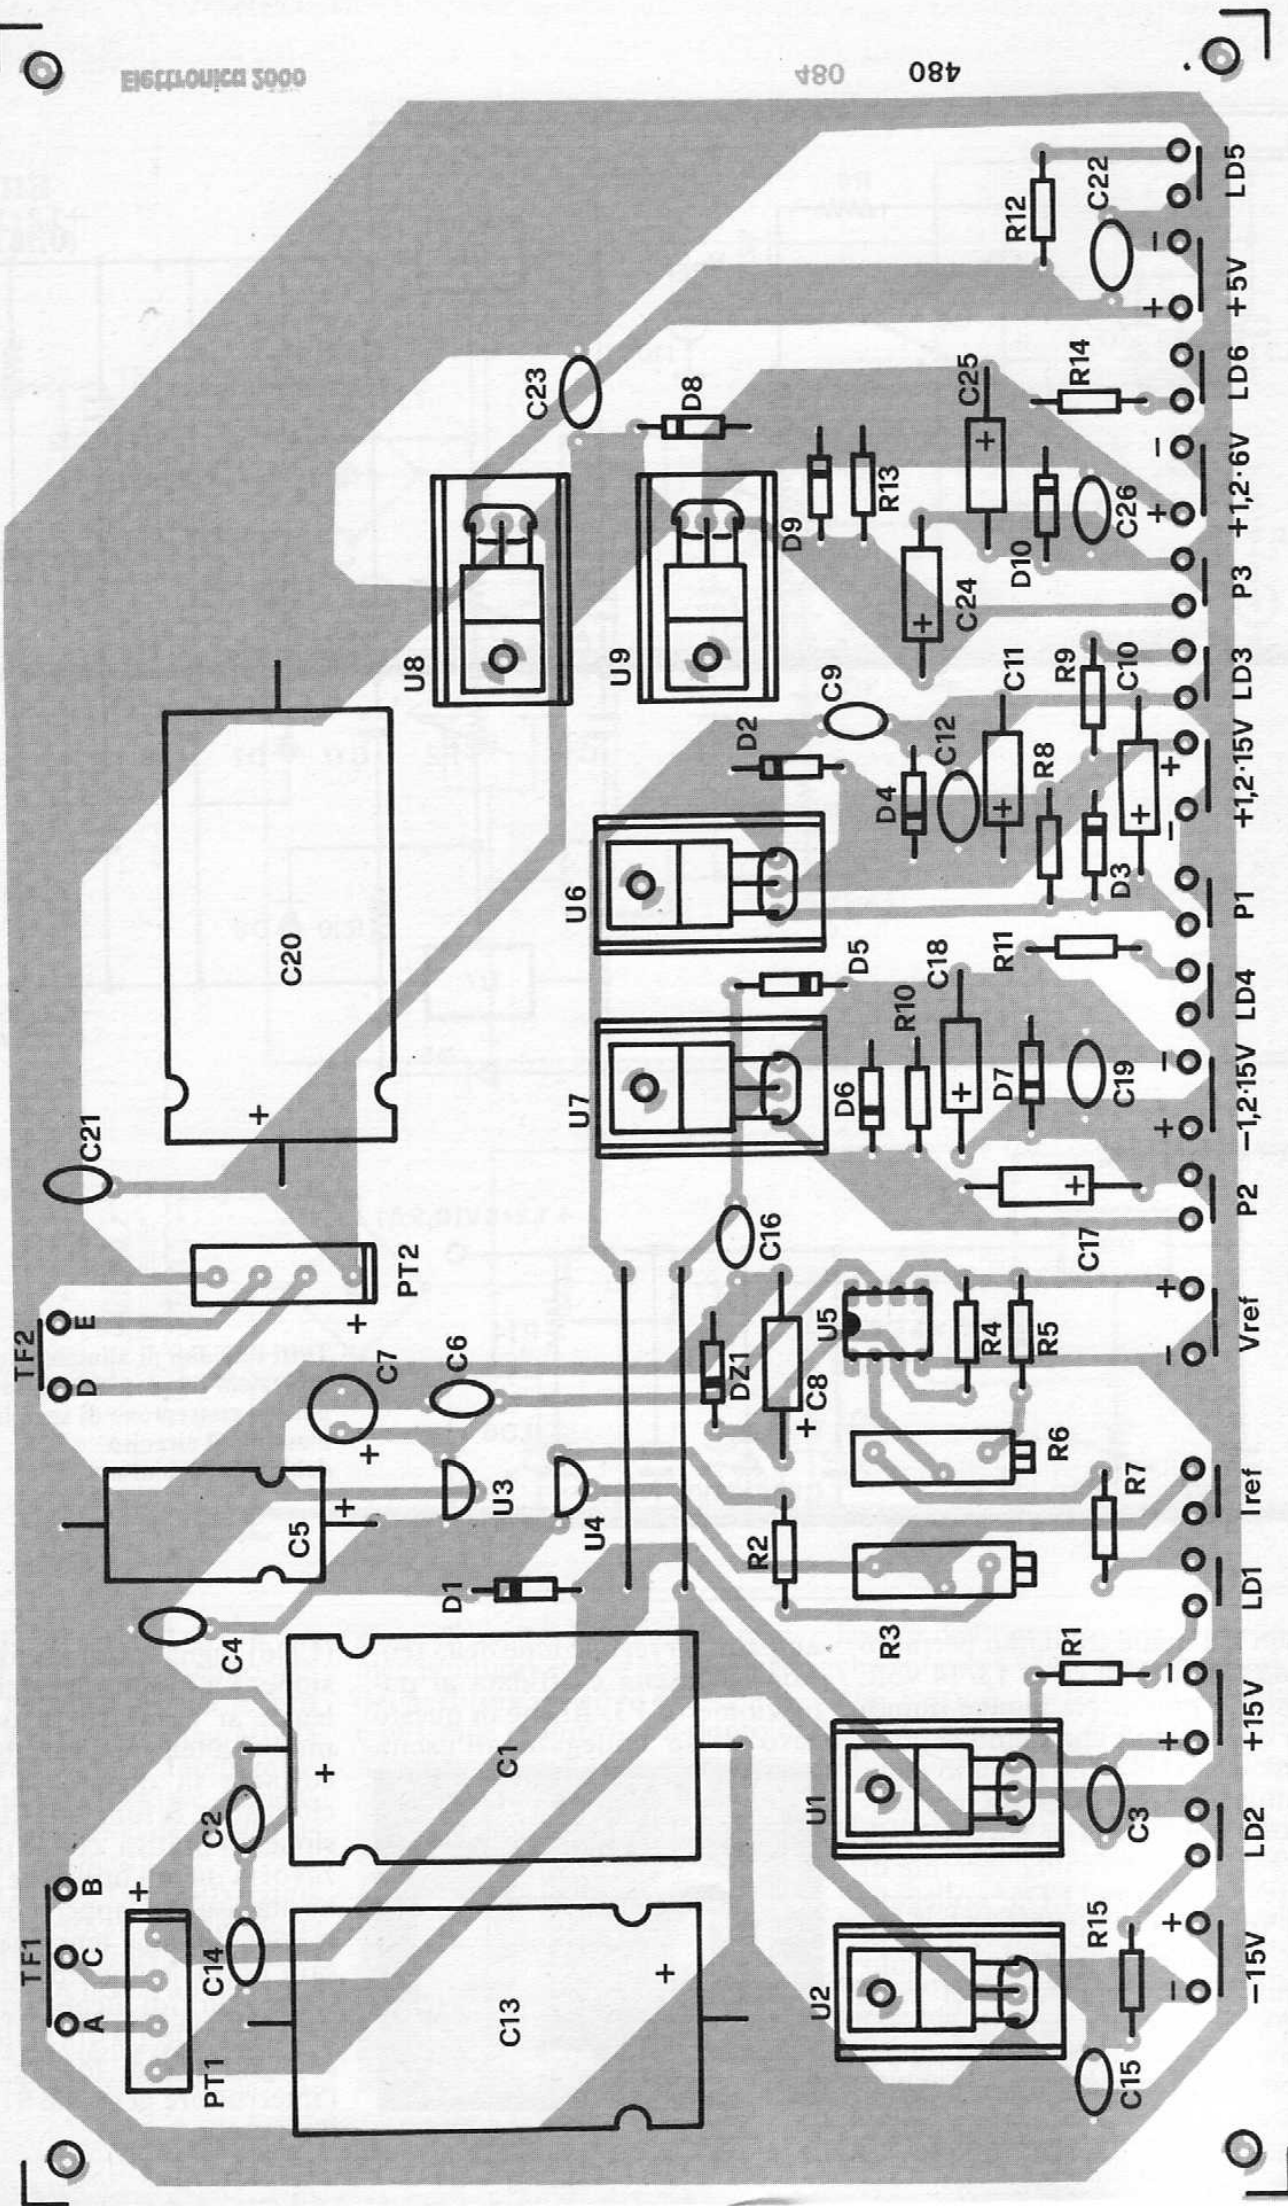 Elettronica 2000
084
480
TF1
A
C
B
+
PT1
C14
C2
C4
C13
+
C1
+
C5
+
TF2
D
E
PT2
+
C7
+
C6
C21
C20
+
D1
U3
U4
DZ1
C8
+
C16
U7
U6
D5
D2
C9
U8
U9
C23
D8
U2
U1
R3
R2
R6
U5
R4
R5
R7
C17
+
D6
R10
C18
+
D7
C19
R11
D4
C12
C11
+
R8
D3
R9
C10
+
D9
R13
C24
+
C25
+
D10
C26
R14
R12
C22
C15
R15
C3
R1
− +
−15V
LD2
+ −
+15V
LD1
Iref
− +
Vref
P2
+ −
−1,2·15V
LD4
P1
− +
+1,2·15V
LD3
P3
+ −
+1,2·6V
LD6
+ −
+5V
LD5